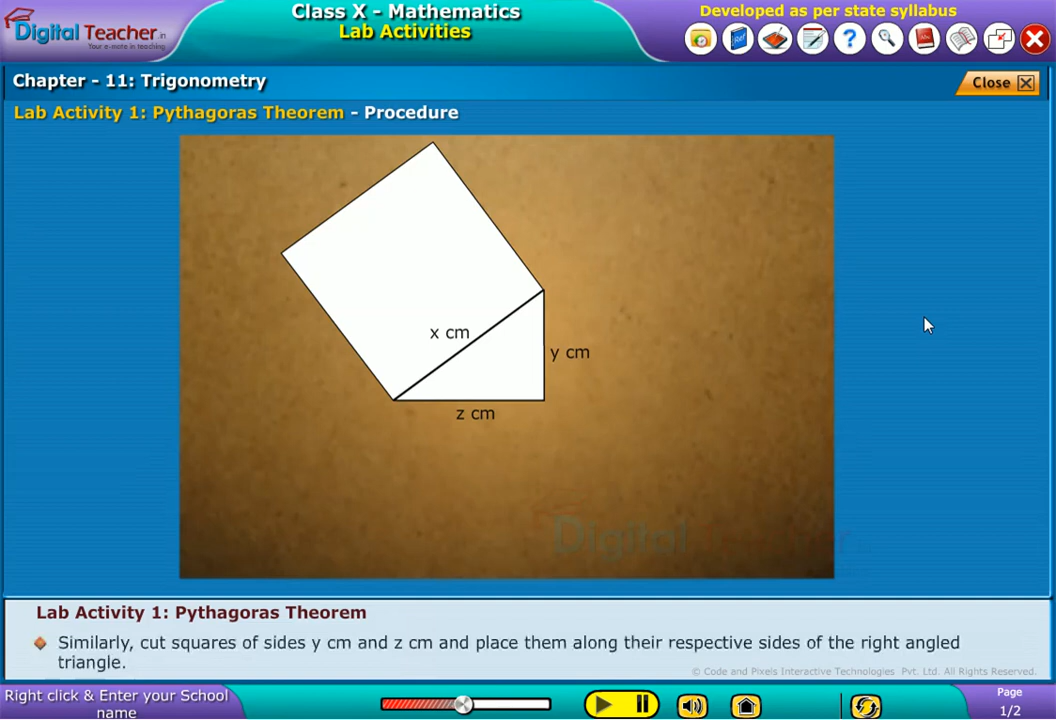 Digital Teacher.in
Your e-mate in teaching
Class X - Mathematics
Lab Activities
Developed as per state syllabus
Chapter - 11: Trigonometry
Close
Lab Activity 1: Pythagoras Theorem - Procedure
x cm
y cm
z cm
Digital Teacher.in
Lab Activity 1: Pythagoras Theorem
Similarly, cut squares of sides y cm and z cm and place them along their respective sides of the right angled
triangle.
© Code and Pixels Interactive Technologies Pvt. Ltd. All Rights Reserved.
Right click & Enter your School
name
Page
1/2